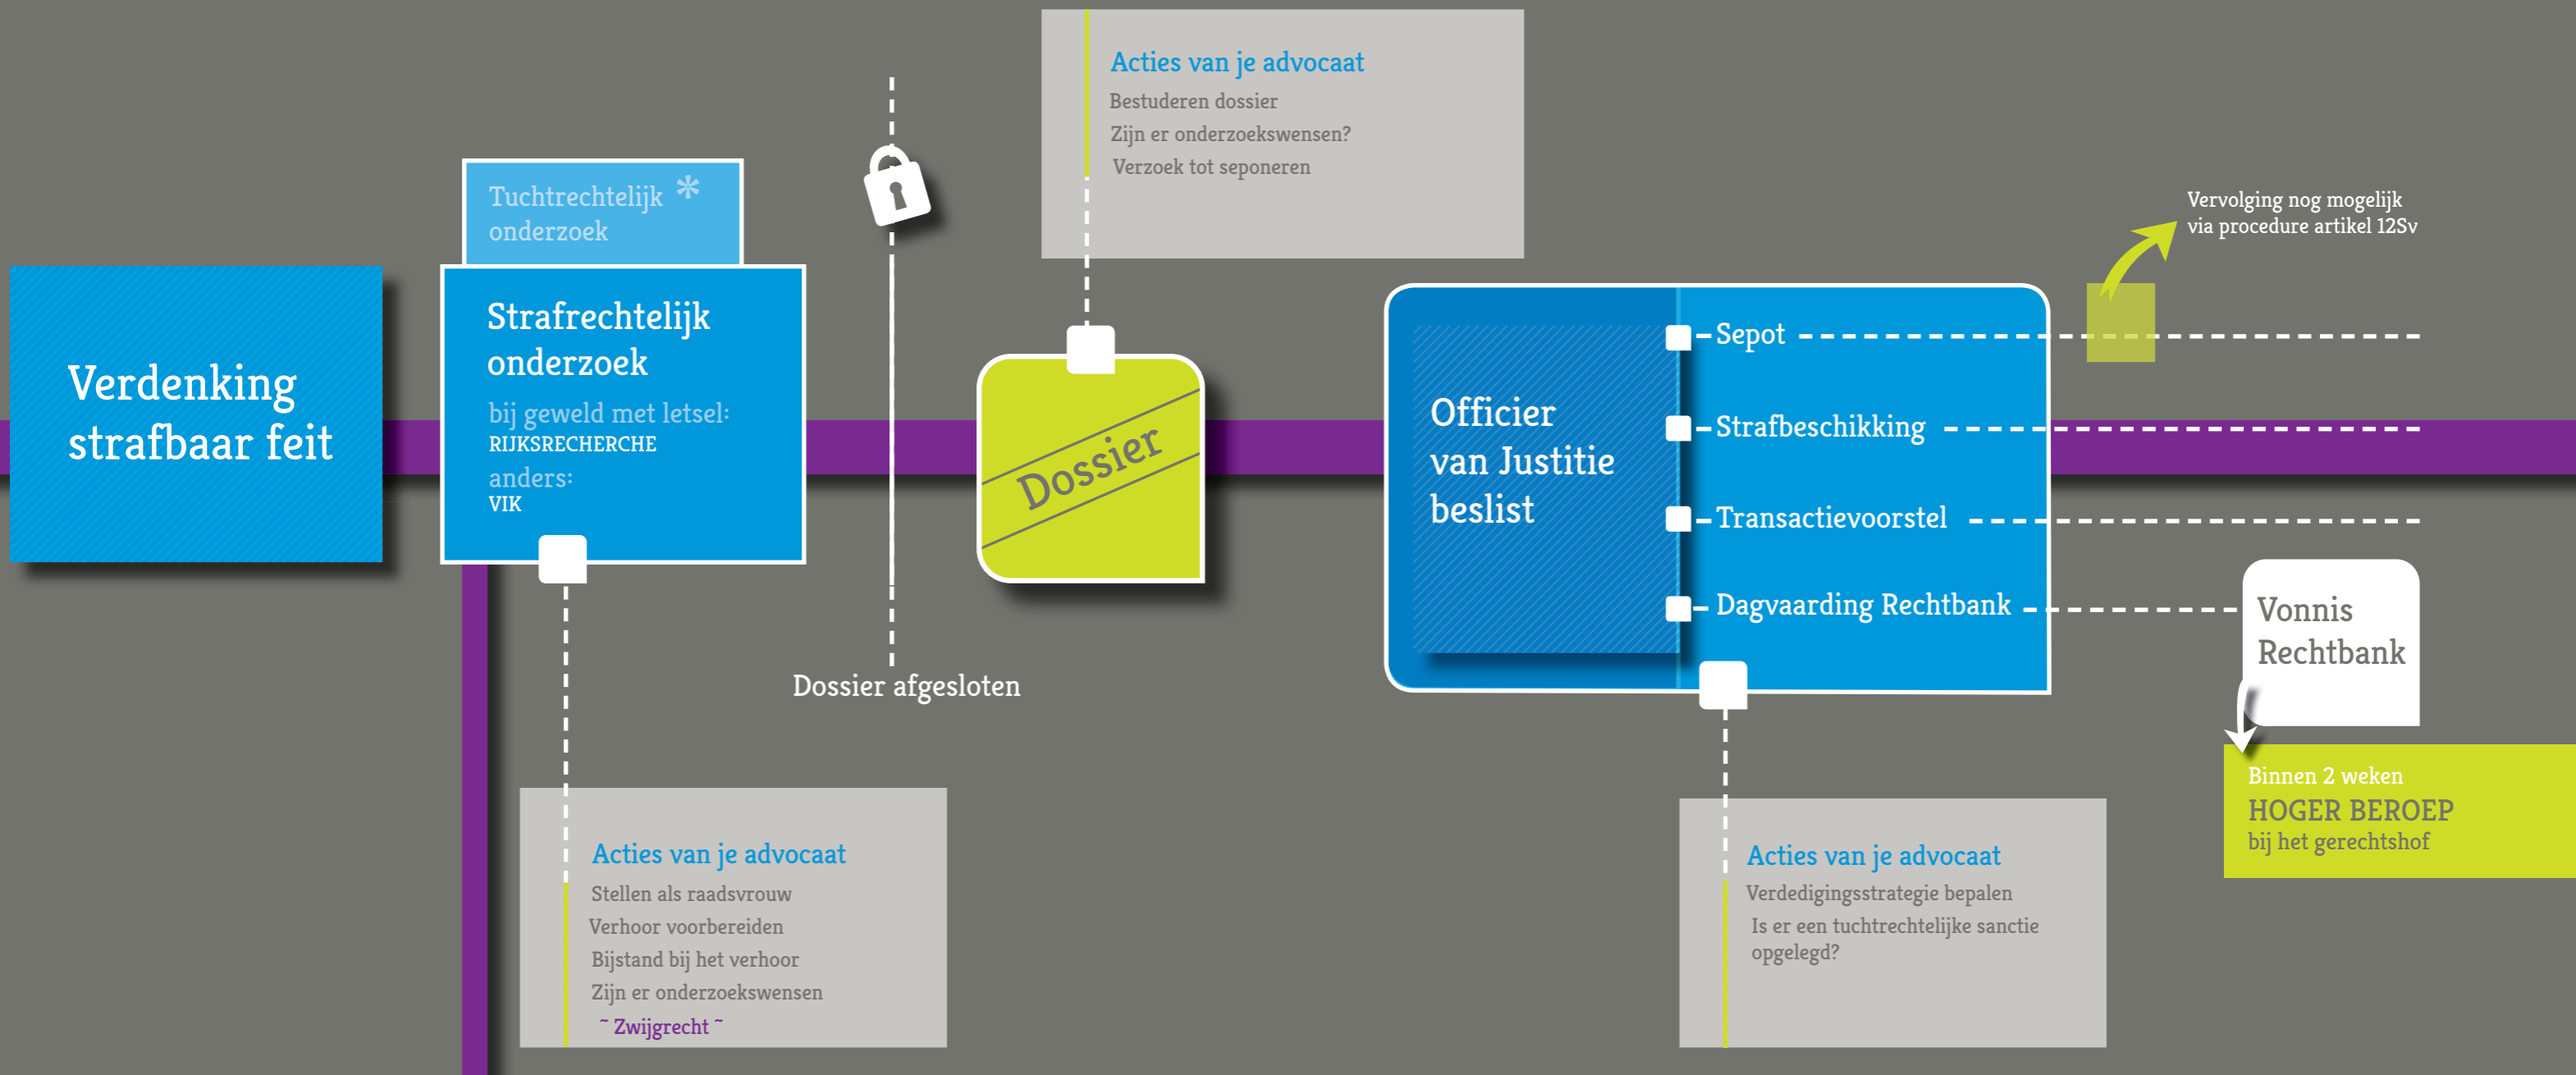 Verdenking
strafbaar feit
Tuchtrechtelijk *
onderzoek
Strafrechtelijk
onderzoek
bij geweld met letsel:
RIJKSRECHERCHE
anders:
VIK
Acties van je advocaat
Stellen als raadsvrouw
Verhoor voorbereiden
Bijstand bij het verhoor
Zijn er onderzoekswensen
~ Zwijgrecht ~
Dossier afgesloten
Acties van je advocaat
Bestuderen dossier
Zijn er onderzoekswensen?
Verzoek tot seponeren
Dossier
Officier
van Justitie
beslist
Sepot
Strafbeschikking
Transactievoorstel
Dagvaarding Rechtbank
Acties van je advocaat
Verdedigingsstrategie bepalen
Is er een tuchtrechtelijke sanctie
opgelegd?
Vervolging nog mogelijk
via procedure artikel 12Sv
Vonnis
Rechtbank
Binnen 2 weken
HOGER BEROEP
bij het gerechtshof